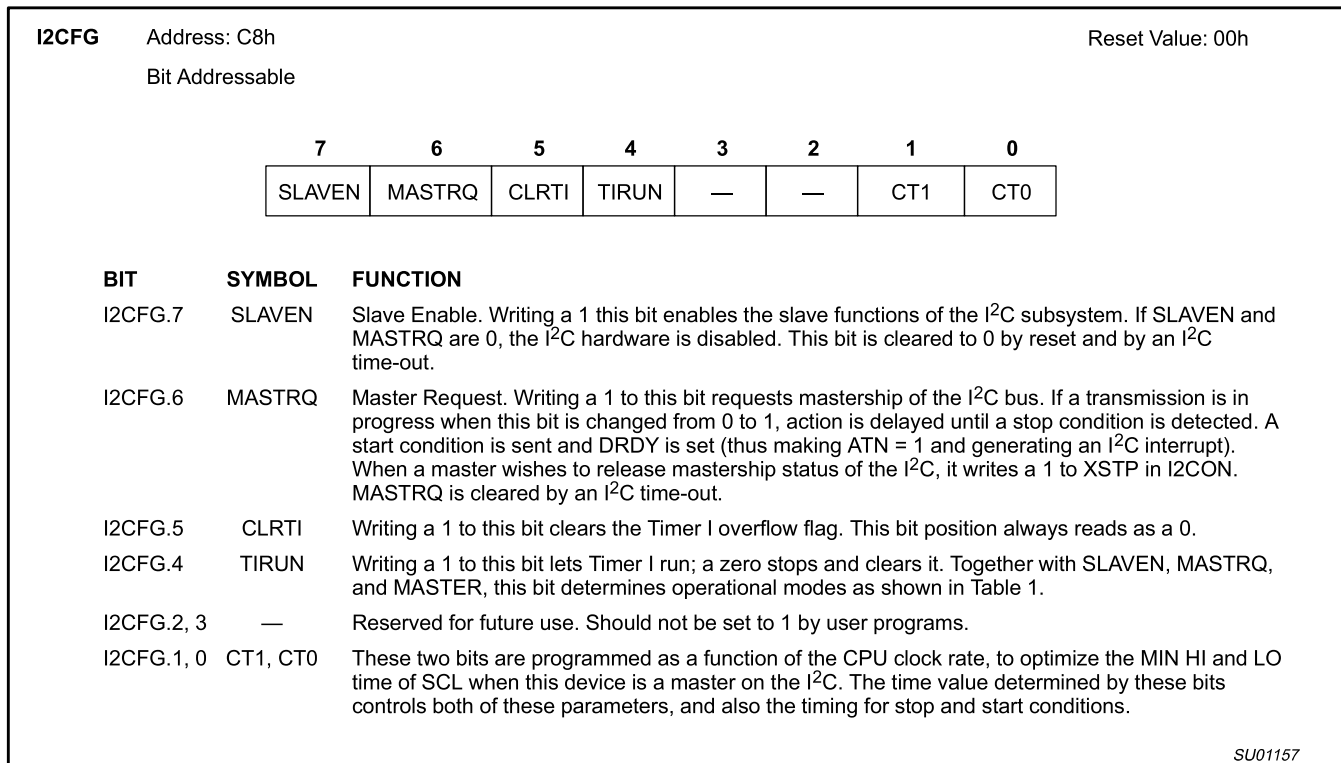 I2CFG Address: C8h Reset Value: 00h
Bit Addressable
7 6 5 4 3 2 1 0
SLAVEN MASTRQ CLRTI TIRUN — — CT1 CT0
BIT SYMBOL FUNCTION
I2CFG.7 SLAVEN Slave Enable. Writing a 1 this bit enables the slave functions of the I2C subsystem. If SLAVEN and
MASTRQ are 0, the I2C hardware is disabled. This bit is cleared to 0 by reset and by an I2C
time-out.
I2CFG.6 MASTRQ Master Request. Writing a 1 to this bit requests mastership of the I2C bus. If a transmission is in
progress when this bit is changed from 0 to 1, action is delayed until a stop condition is detected. A
start condition is sent and DRDY is set (thus making ATN = 1 and generating an I2C interrupt).
When a master wishes to release mastership status of the I2C, it writes a 1 to XSTP in I2CON.
MASTRQ is cleared by an I2C time-out.
I2CFG.5 CLRTI Writing a 1 to this bit clears the Timer I overflow flag. This bit position always reads as a 0.
I2CFG.4 TIRUN Writing a 1 to this bit lets Timer I run; a zero stops and clears it. Together with SLAVEN, MASTRQ,
and MASTER, this bit determines operational modes as shown in Table 1.
I2CFG.2, 3 — Reserved for future use. Should not be set to 1 by user programs.
I2CFG.1, 0 CT1, CT0 These two bits are programmed as a function of the CPU clock rate, to optimize the MIN HI and LO
time of SCL when this device is a master on the I2C. The time value determined by these bits
controls both of these parameters, and also the timing for stop and start conditions.
SU01157